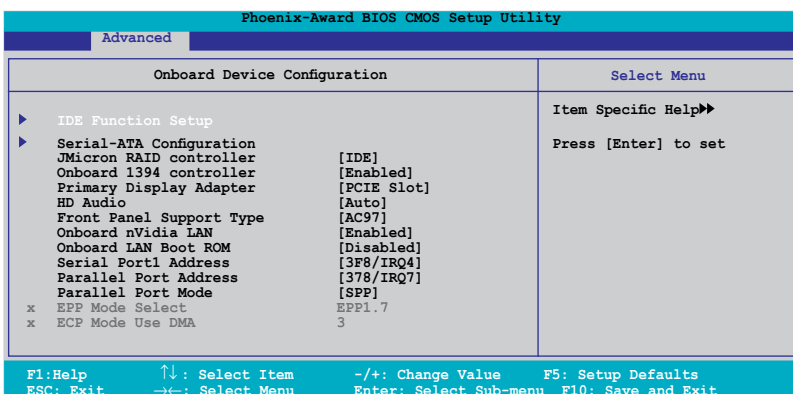 Phoenix-Award BIOS CMOS Setup Utility
Advanced
Onboard Device Configuration
Select Menu
IDE Function Setup
Serial-ATA Configuration
JMicron RAID controller [IDE]
Onboard 1394 controller [Enabled]
Primary Display Adapter [PCIE Slot]
HD Audio [Auto]
Front Panel Support Type [AC97]
Onboard nVidia LAN [Enabled]
Onboard LAN Boot ROM [Disabled]
Serial Port1 Address [3F8/IRQ4]
Parallel Port Address [378/IRQ7]
Parallel Port Mode [SPP]
x EPP Mode Select EPP1.7
x ECP Mode Use DMA 3
Item Specific Help▶▶
Press [Enter] to set
F1:Help ↑↓: Select Item -/+: Change Value F5: Setup Defaults
ESC: Exit →←: Select Menu Enter: Select Sub-menu F10: Save and Exit